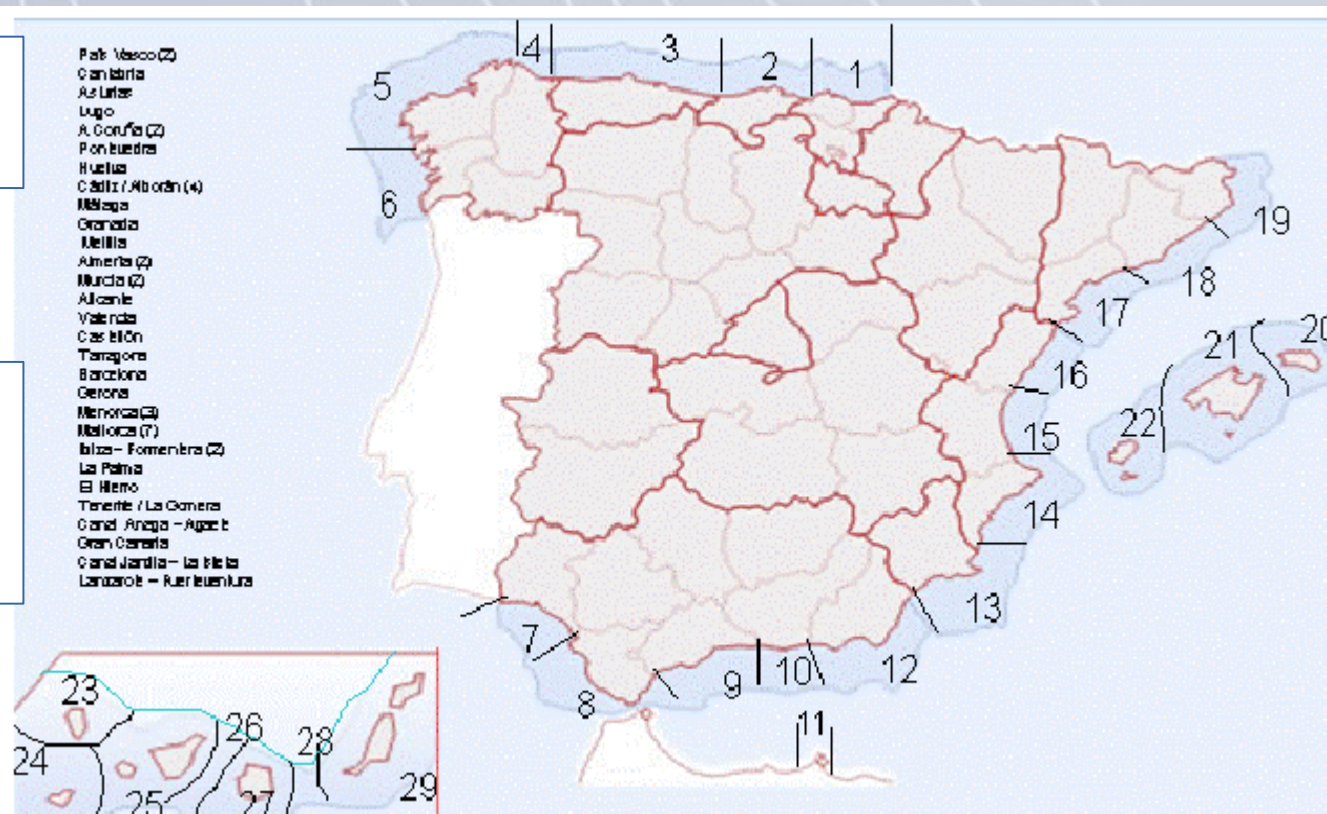 País Vasco (2)
Cantabria
Asturias
Lugo
A Coruña (2)
Pontevedra
Huelva
Cádiz / Alborán (4)
Málaga
Granada
Melilla
Almería (2)
Murcia (2)
Alicante
Valencia
Castellón
Tarragona
Barcelona
Gerona
Menorca (3)
Mallorca (7)
Ibiza – Formentera (2)
La Palma
El Hierro
Tenerife / La Gomera
Canal Anaga – Agaete
Gran Canaria
Canal Jandía – La Isleta
Lanzarote – Fuerteventura
4
3
2
1
5
6
19
18
17
20
21
16
22
15
14
13
7
12
10
9
8
11
23
26
28
24
25
27
29